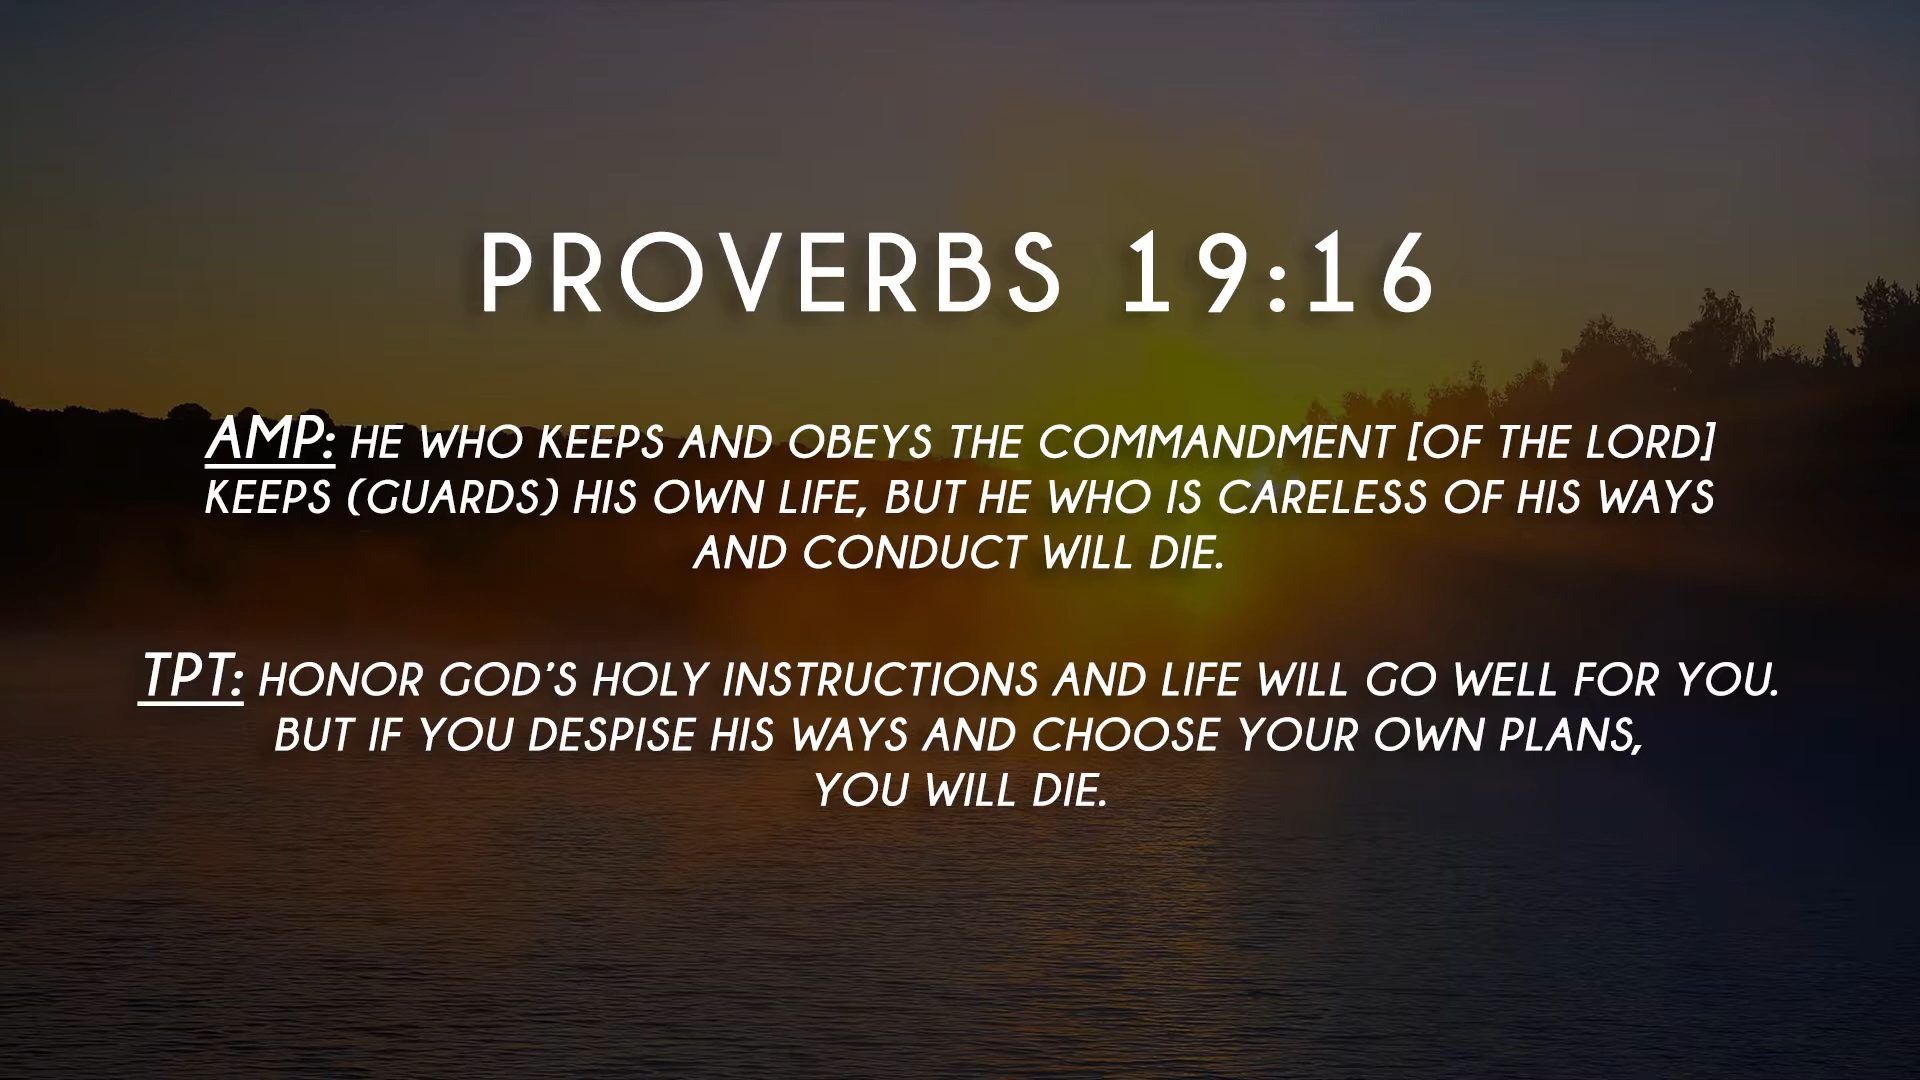 PROVERBS 19:16
AMP: HE WHO KEEPS AND OBEYS THE COMMANDMENT [OF THE LORD]
KEEPS (GUARDS) HIS OWN LIFE, BUT HE WHO IS CARELESS OF HIS WAYS
AND CONDUCT WILL DIE.
TPT: HONOR GOD’S HOLY INSTRUCTIONS AND LIFE WILL GO WELL FOR YOU.
BUT IF YOU DESPISE HIS WAYS AND CHOOSE YOUR OWN PLANS,
YOU WILL DIE.